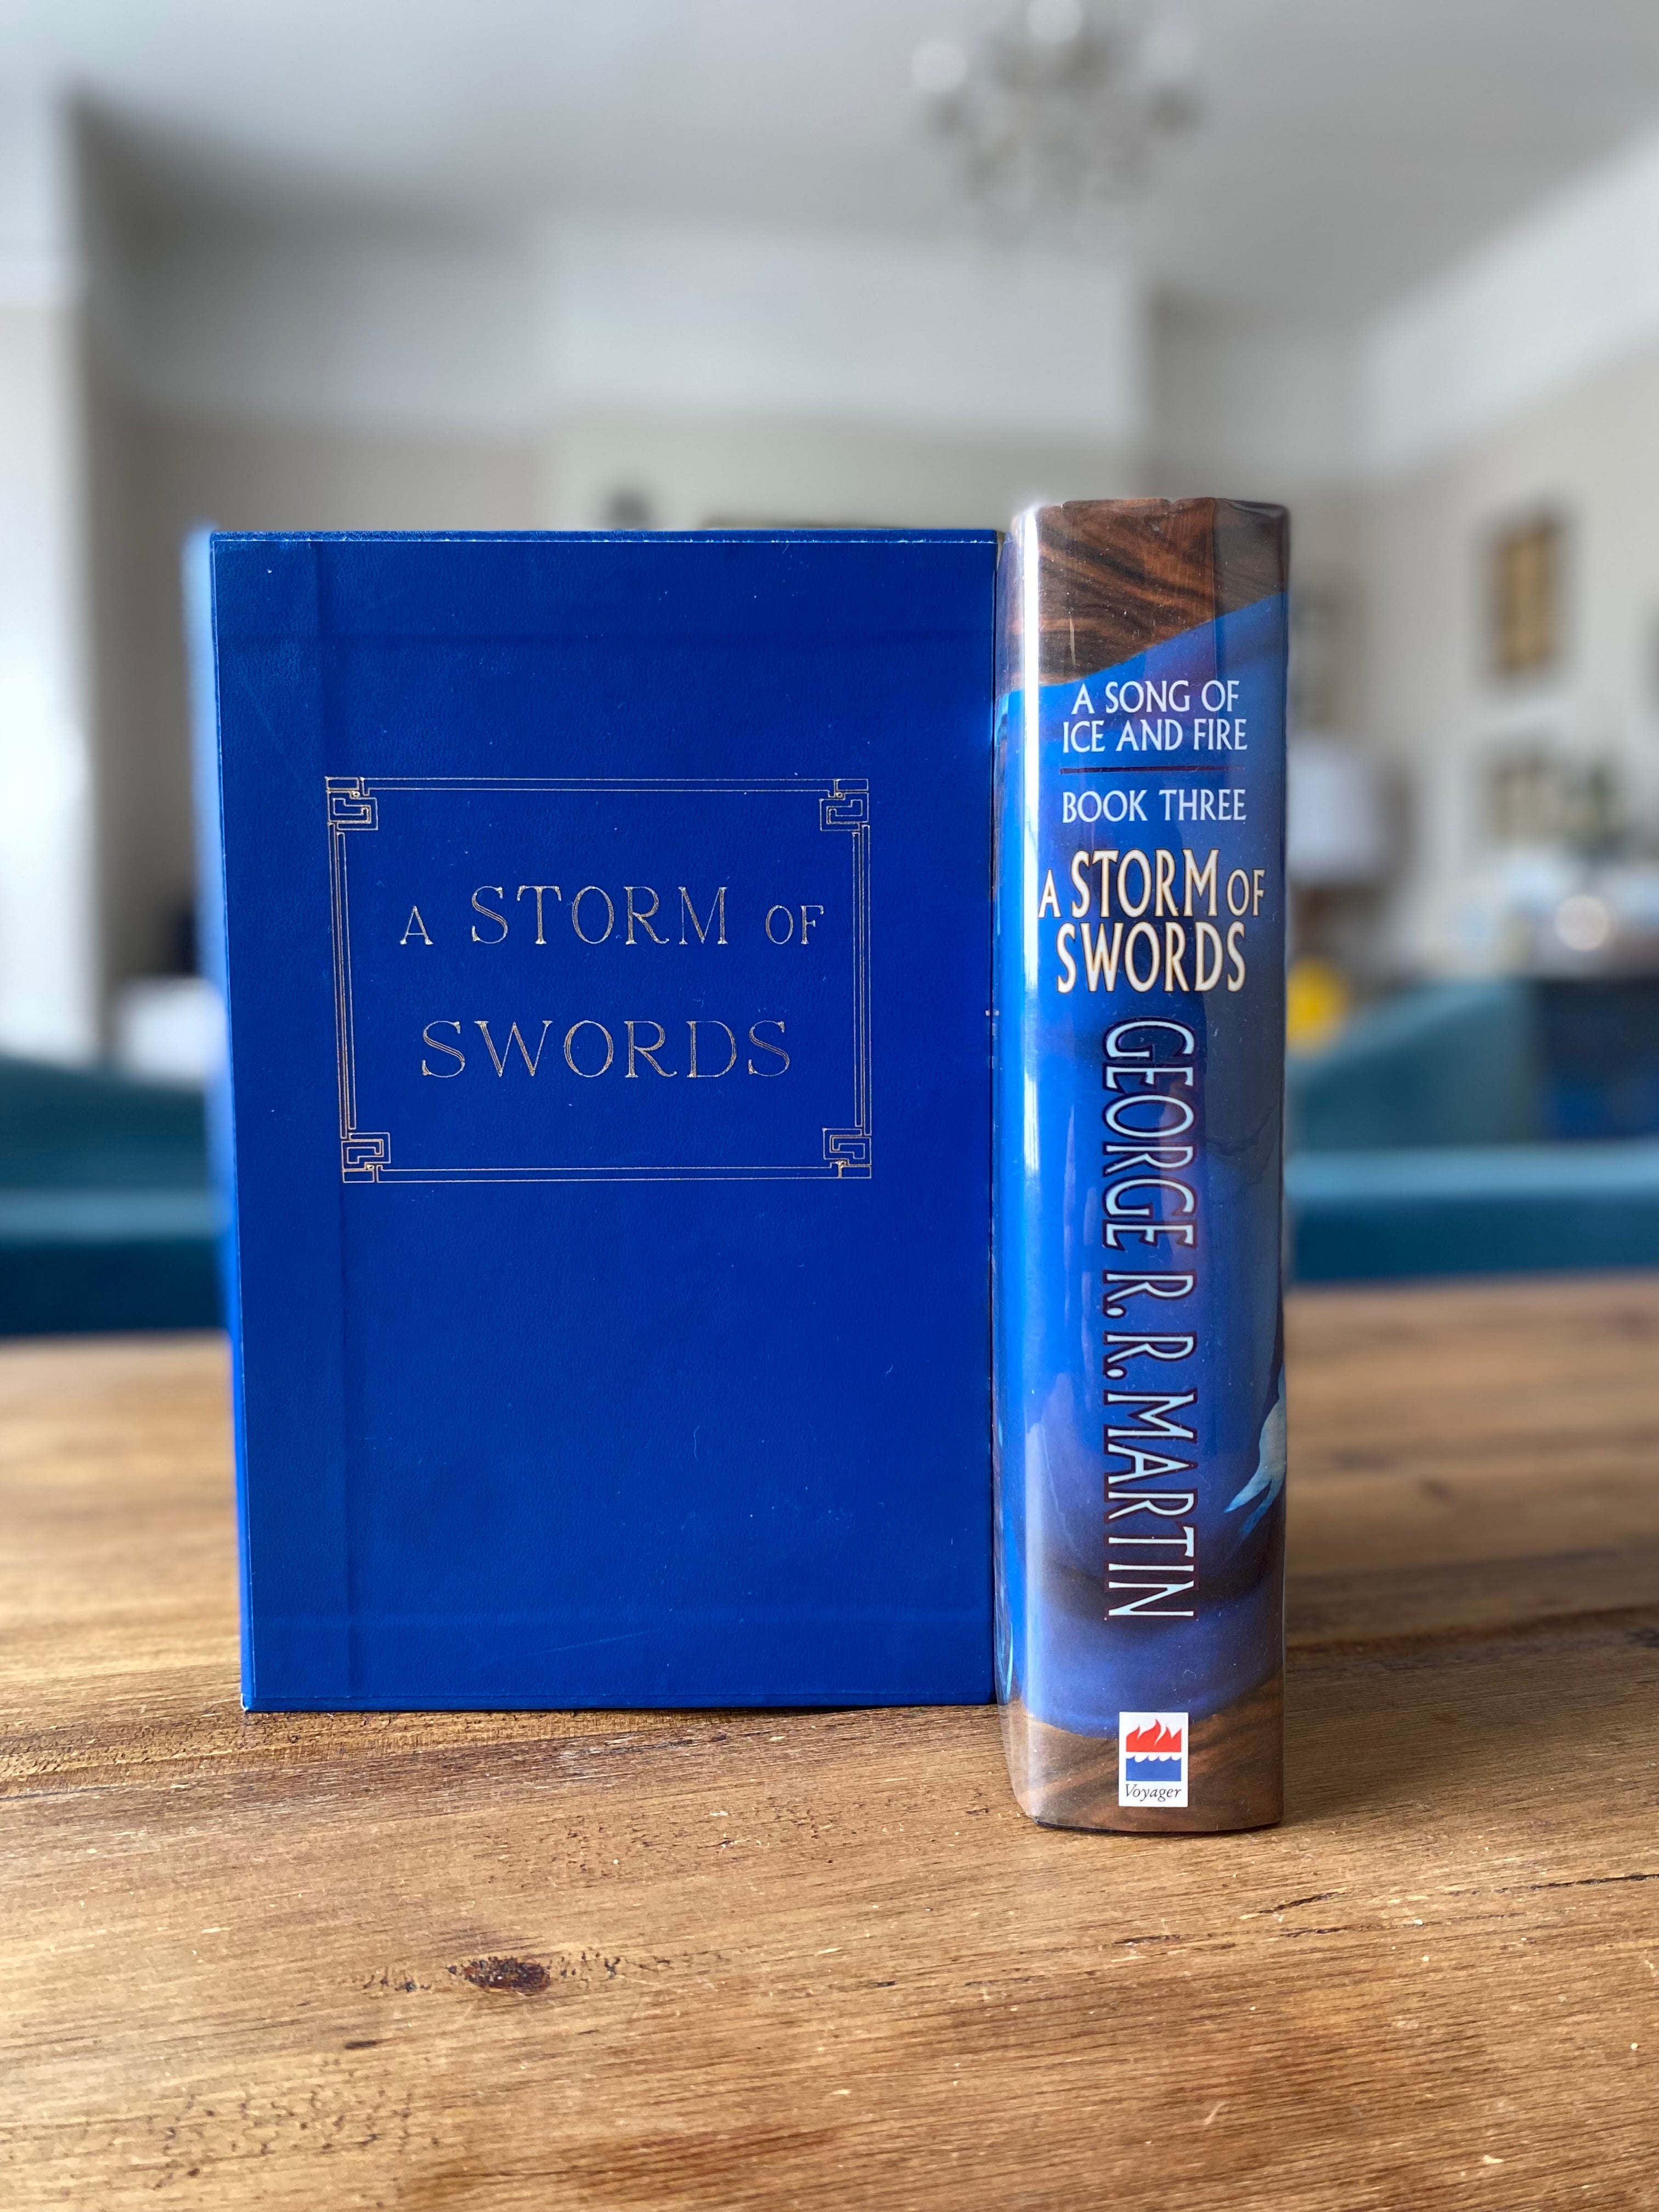 A STORM OF
SWORDS
A SONG OF
ICE AND FIRE
BOOK THREE
A STORM OF
SWORDS
GEORGE R. R. MARTIN
Voyager